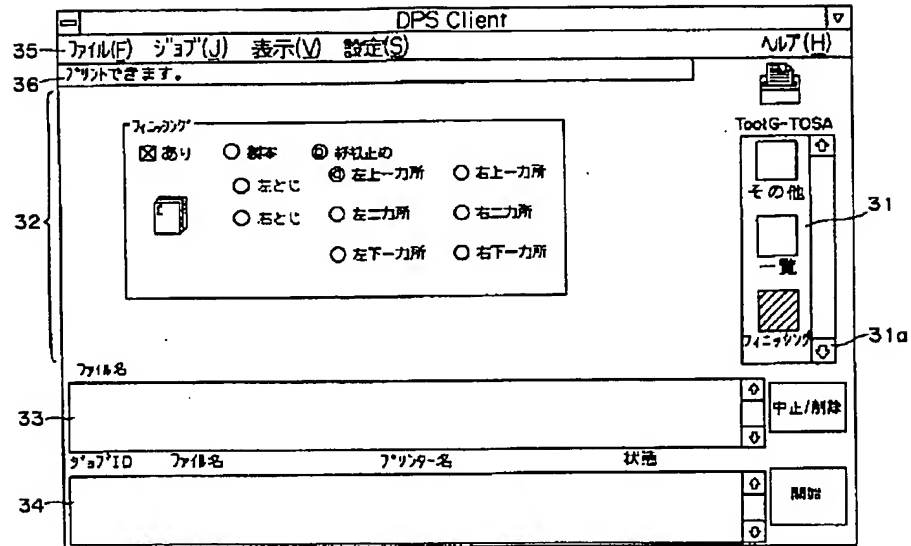 DPS Client
35 ファイル(F) ジョブ(J) 表示(V) 設定(S) ヘルプ(H)
36 プリントできます。
TootG-TOSA
フィニッシング
あり 製本 ホチキス止め
左とじ 左上一カ所 右上一カ所
右とじ 左二カ所 右二カ所
左下一カ所 右下一カ所
32
その他
31
一覧
フィニッシング
31a
ファイル名
33
中止/削除
ジョブID ファイル名 プリンター名 状態
34
開始